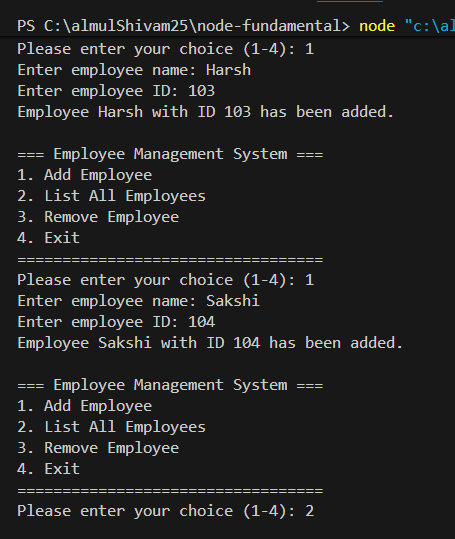 PS C:\almulShivam25\node-fundamental> node "c:\al
Please enter your choice (1-4): 1
Enter employee name: Harsh
Enter employee ID: 103
Employee Harsh with ID 103 has been added.
=== Employee Management System ===
1. Add Employee
2. List All Employees
3. Remove Employee
4. Exit
==================================
Please enter your choice (1-4): 1
Enter employee name: Sakshi
Enter employee ID: 104
Employee Sakshi with ID 104 has been added.
=== Employee Management System ===
1. Add Employee
2. List All Employees
3. Remove Employee
4. Exit
==================================
Please enter your choice (1-4): 2